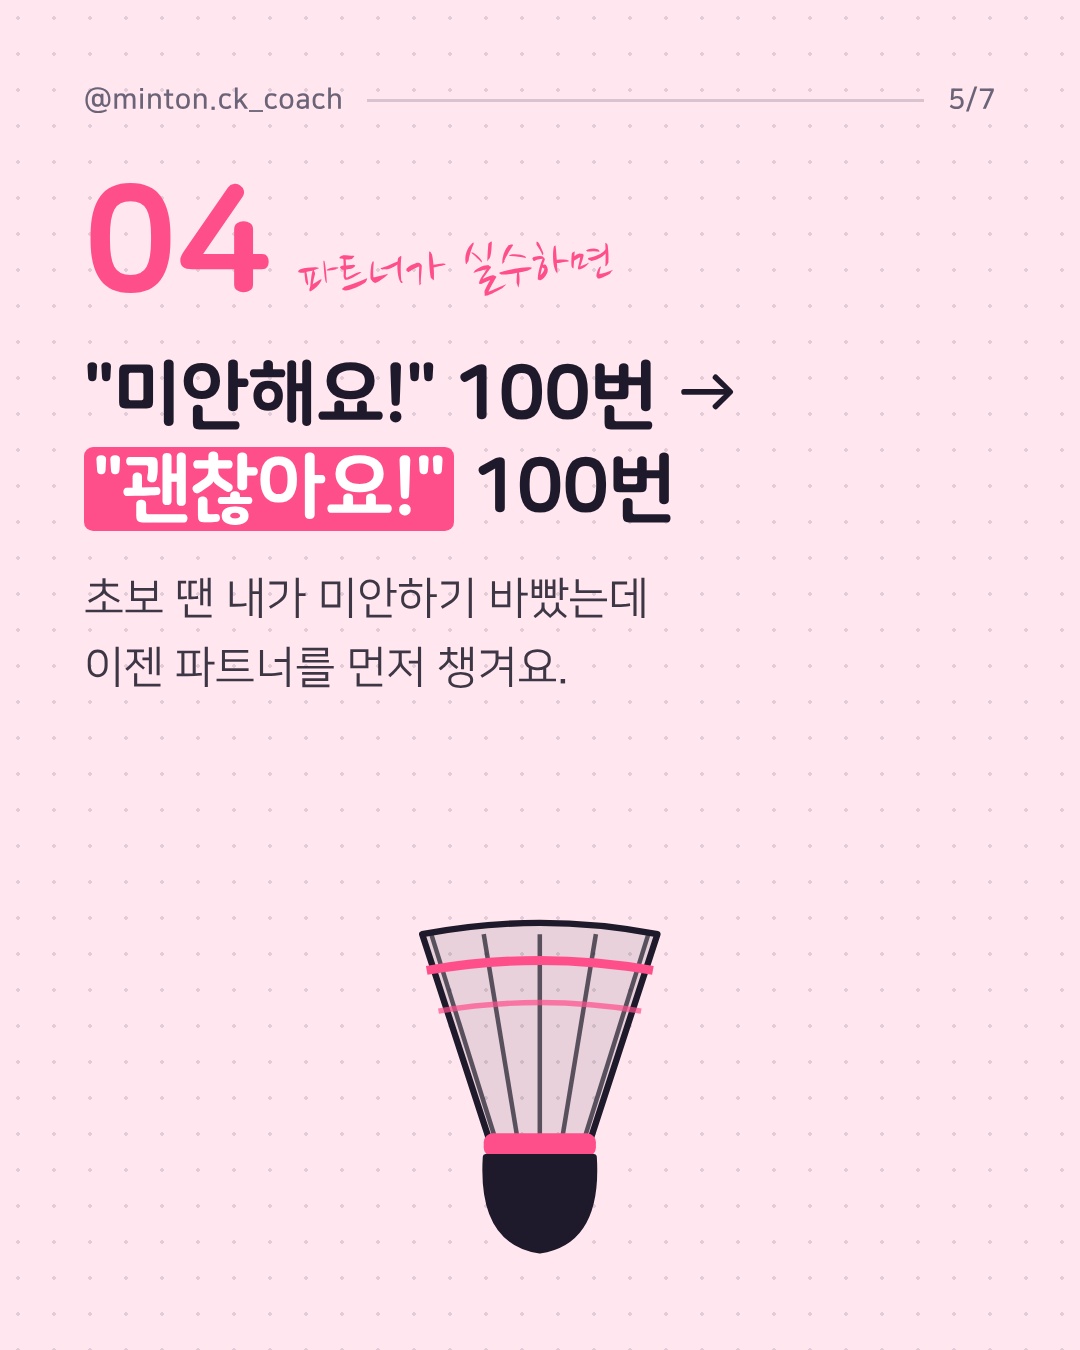 @minton.ck_coach 5/7
04 파트너가 실수하면
"미안해요!" 100번 →
"괜찮아요!" 100번
초보 땐 내가 미안하기 바빴는데
이젠 파트너를 먼저 챙겨요.